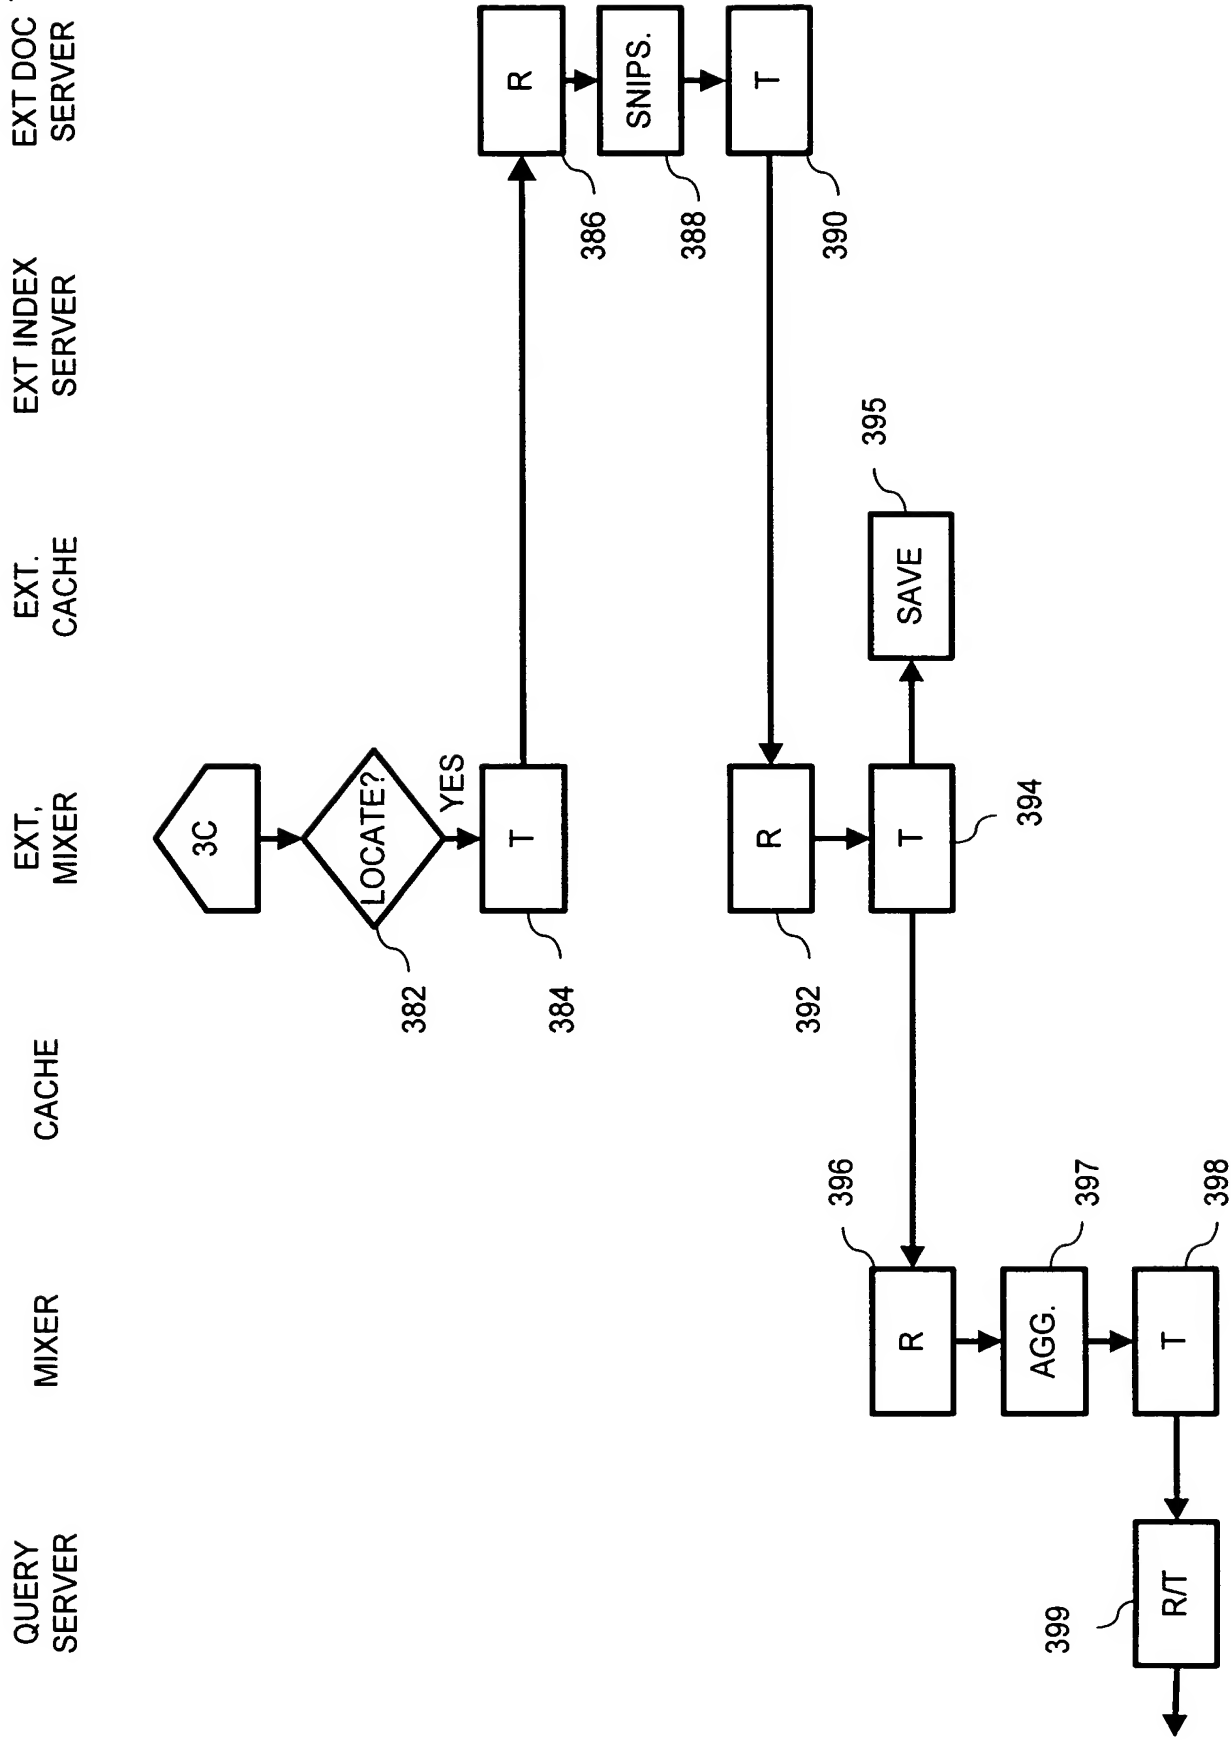 QUERY
SERVER
MIXER
CACHE
EXT,
MIXER
EXT.
CACHE
EXT INDEX
SERVER
EXT DOC
SERVER
3C
LOCATE?
382
YES
T
384
R
386
SNIPS.
388
T
390
R
392
T
394
SAVE
395
R
396
AGG.
397
T
398
R/T
399